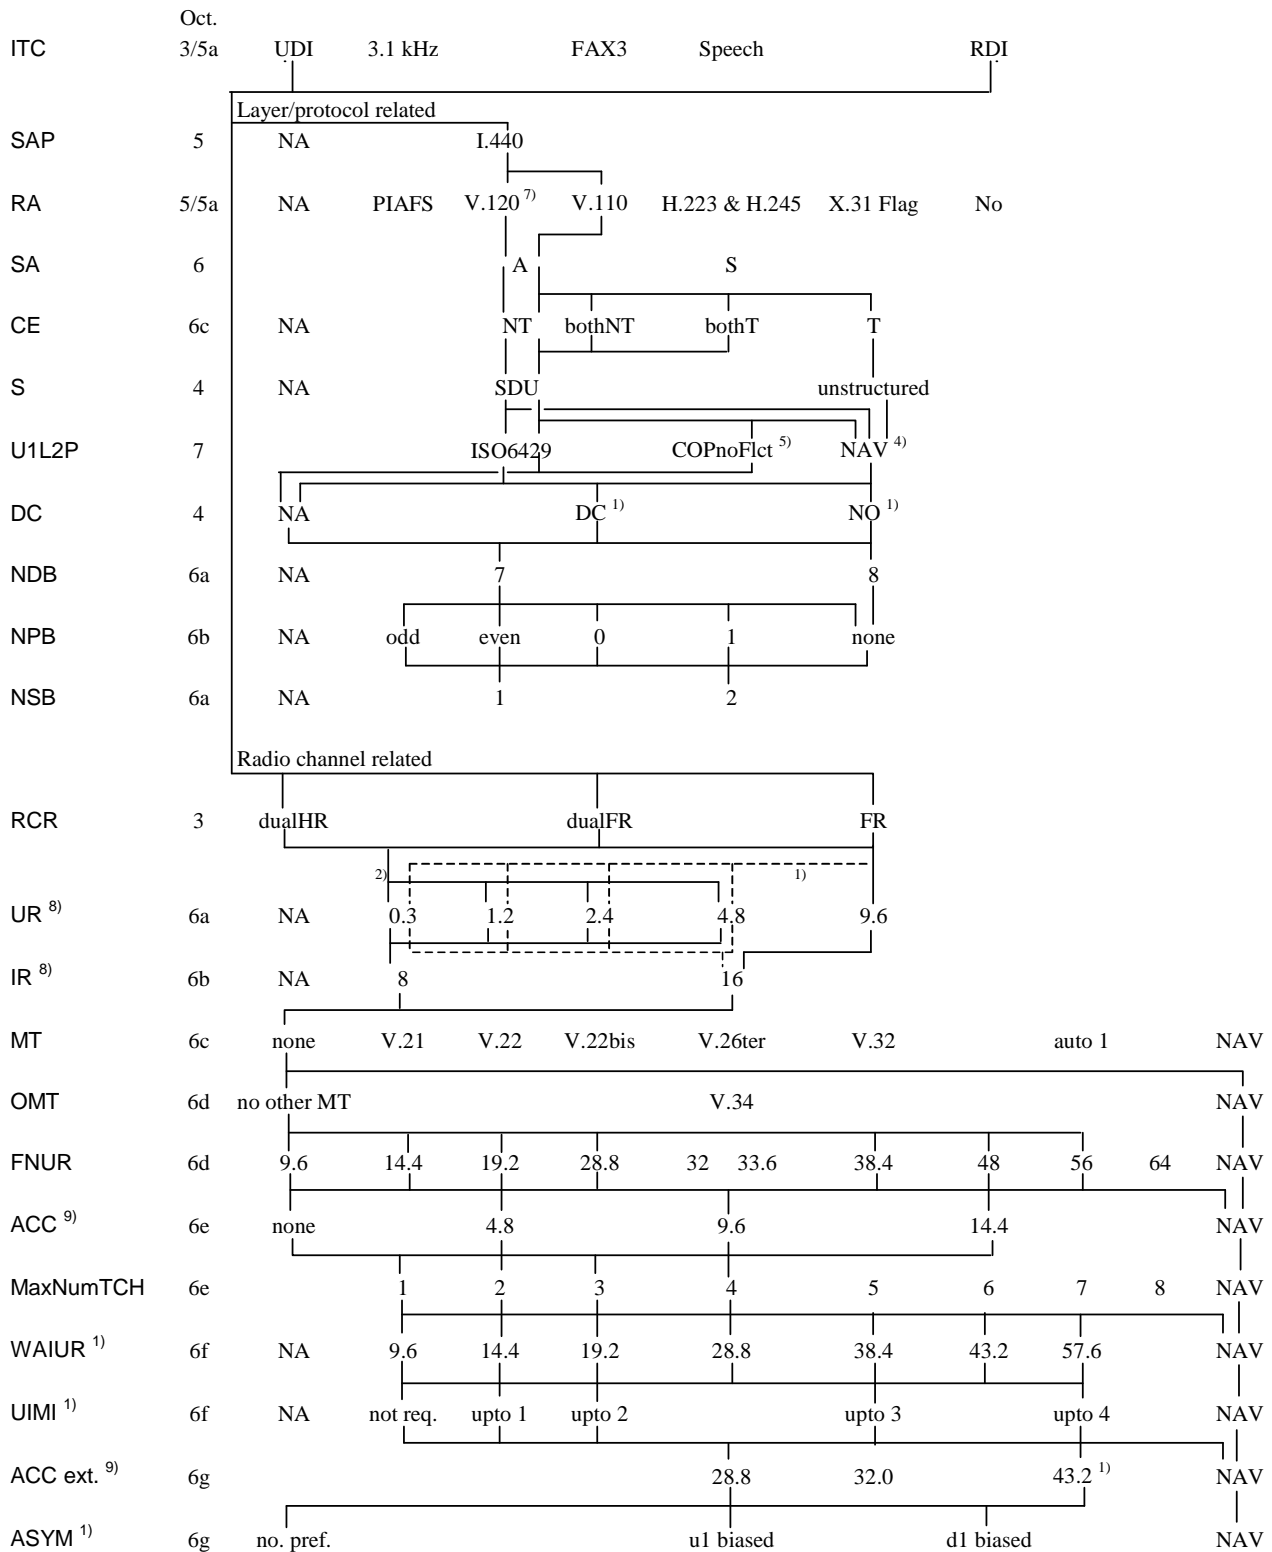 Oct.
ITC 3/5a UDI 3.1 kHz FAX3 Speech RDI
Layer/protocol related
SAP 5 NA I.440
RA 5/5a NA PIAFS V.120 7) V.110 H.223 & H.245 X.31 Flag No
SA 6 A S
CE 6c NA NT bothNT bothT T
S 4 NA SDU unstructured
U1L2P 7 ISO6429 COPnoFlct 5) NAV 4)
DC 4 NA DC 1) NO 1)
NDB 6a NA 7 8
NPB 6b NA odd even 0 1 none
NSB 6a NA 1 2
Radio channel related
RCR 3 dualHR dualFR FR
2) 1)
UR 8) 6a NA 0.3 1.2 2.4 4.8 9.6
IR 8) 6b NA 8 16
MT 6c none V.21 V.22 V.22bis V.26ter V.32 auto 1 NAV
OMT 6d no other MT V.34 NAV
FNUR 6d 9.6 14.4 19.2 28.8 32 33.6 38.4 48 56 64 NAV
ACC 9) 6e none 4.8 9.6 14.4 NAV
MaxNumTCH 6e 1 2 3 4 5 6 7 8 NAV
WAIUR 1) 6f NA 9.6 14.4 19.2 28.8 38.4 43.2 57.6 NAV
UIMI 1) 6f NA not req. upto 1 upto 2 upto 3 upto 4 NAV
ACC ext. 9) 6g 28.8 32.0 43.2 1) NAV
ASYM 1) 6g no. pref. u1 biased d1 biased NAV